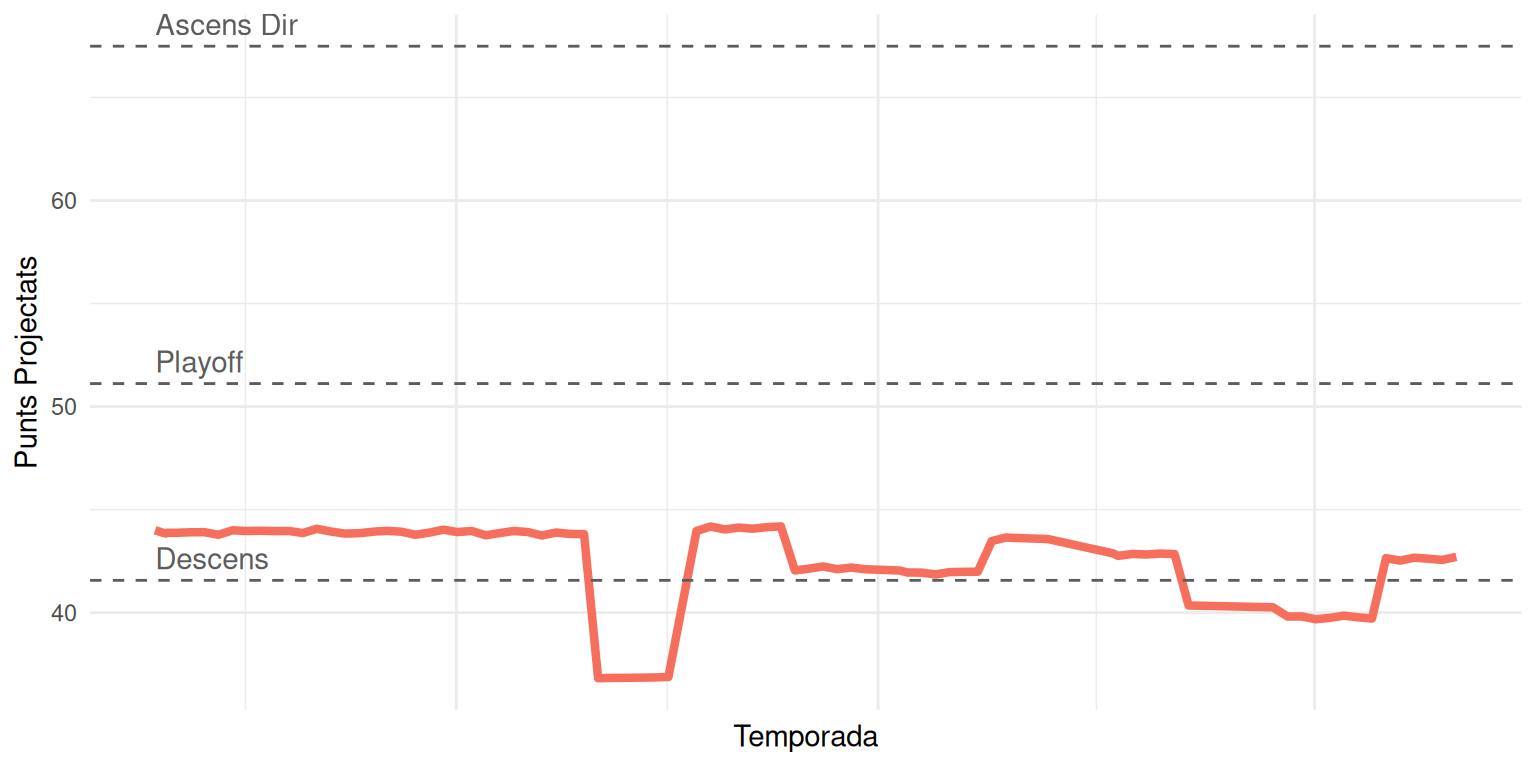 Ascens Dir
60
Playoff
50
Descens
40
Punts Projectats
Temporada